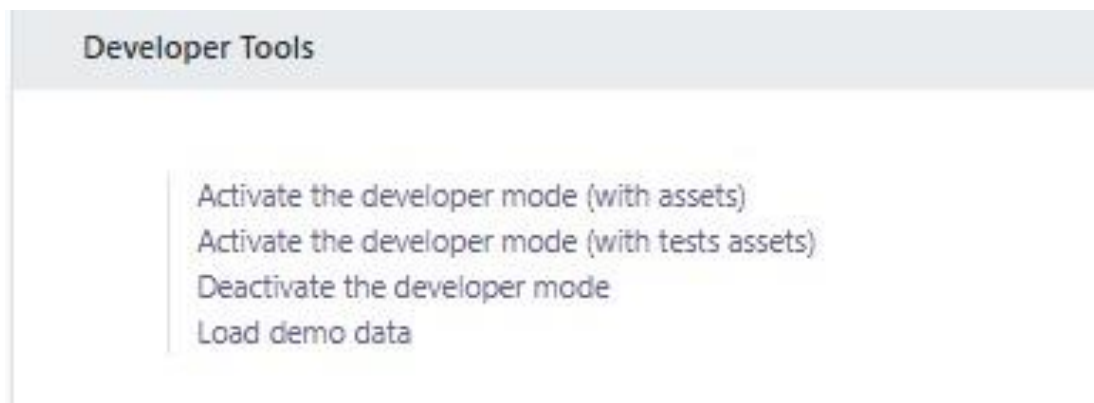 Developer Tools
Activate the developer mode (with assets)
Activate the developer mode (with tests assets)
Deactivate the developer mode
Load demo data